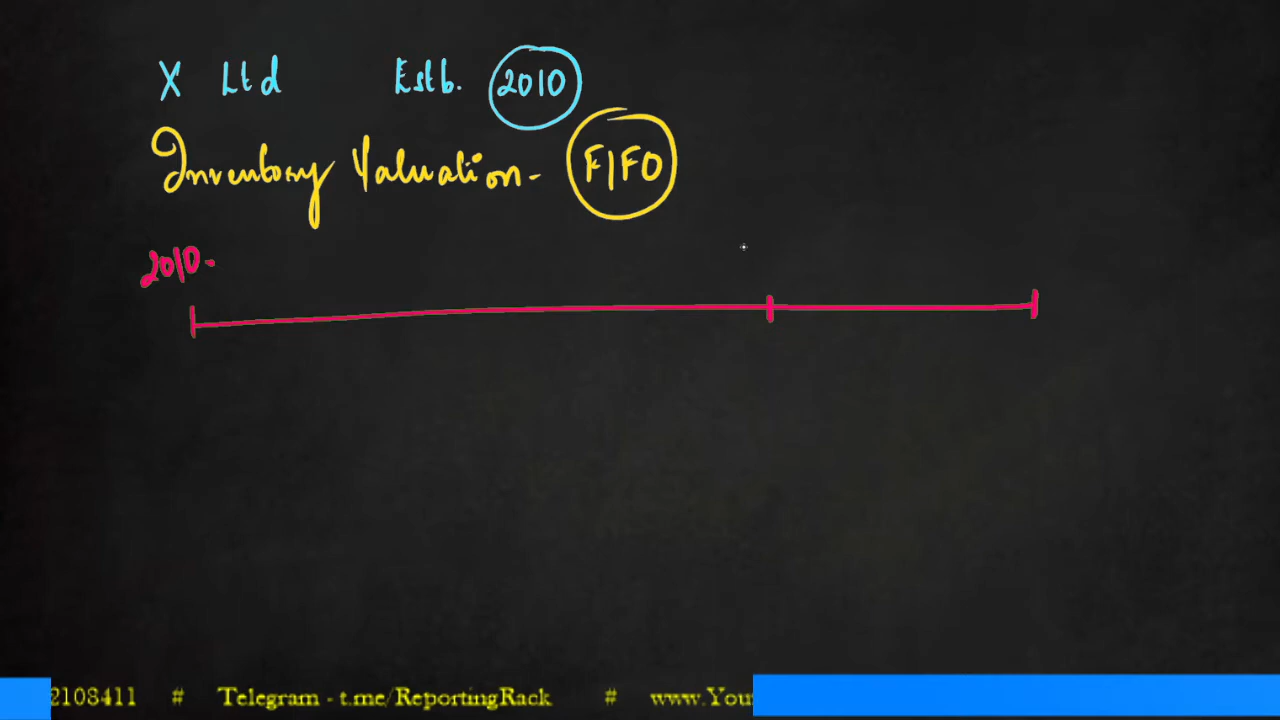 X Ltd Estb. 2010
Inventory Valuation - FIFO
2010-
2108411 # Telegram - t.me/ReportingRack # www.You